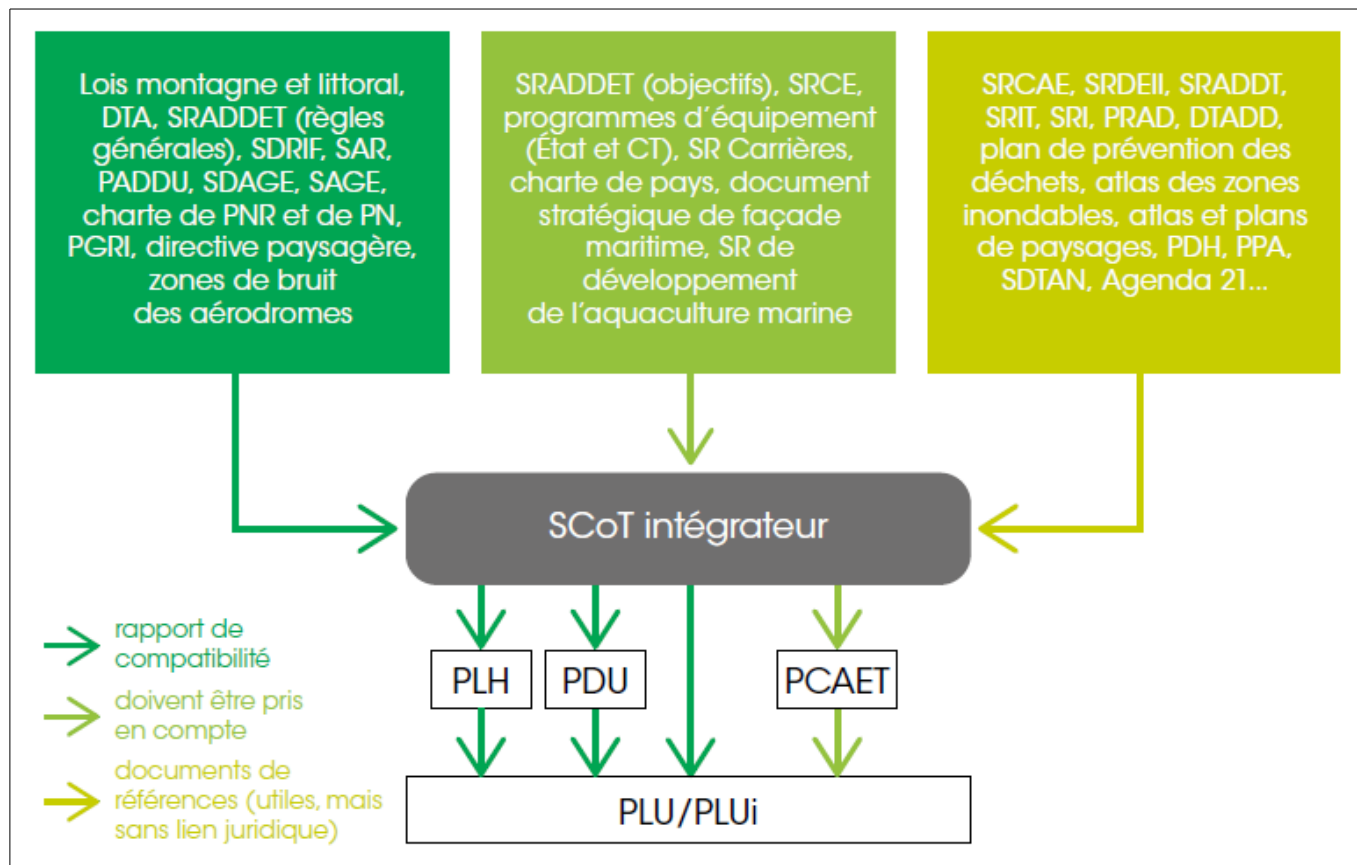 Lois montagne et littoral,
DTA, SRADDET (règles
générales), SDRIF, SAR,
PADDU, SDAGE, SAGE,
charte de PNR et de PN,
PGRI, directive paysagère,
zones de bruit
des aérodromes
SRADDET (objectifs), SRCE,
programmes d’équipement
(État et CT), SR Carrières,
charte de pays, document
stratégique de façade
maritime, SR de
développement
de l’aquaculture marine
SRCAE, SRDEII, SRADDT,
SRIT, SRI, PRAD, DTADD,
plan de prévention des
déchets, atlas des zones
inondables, atlas et plans
de paysages, PDH, PPA,
SDTAN, Agenda 21...
SCoT intégrateur
rapport de
compatibilité
doivent être pris
en compte
documents de
références (utiles, mais
sans lien juridique)
PLH
PDU
PCAET
PLU/PLUi